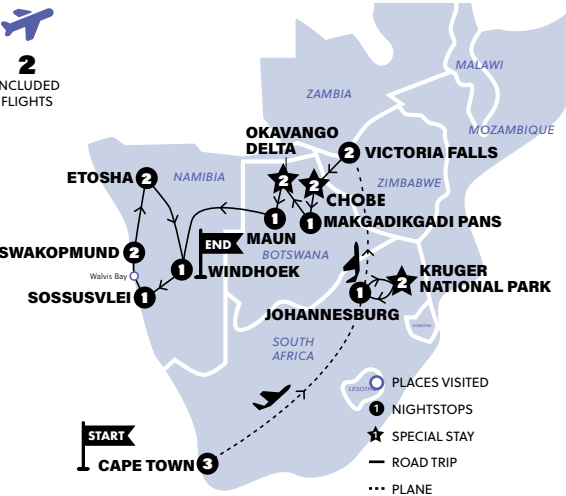 2
INCLUDED
FLIGHTS
MALAWI
ZAMBIA
MOZAMBIQUE
OKAVANGO
DELTA
2 VICTORIA FALLS
ETOSHA 2
NAMIBIA
2
2
ZIMBABWE
CHOBE
1 MAKGADIKGADI PANS
1
MAUN
BOTSWANA
SWAKOPMUND 2
END
1 WINDHOEK
Walvis Bay
SOSSUSVLEI 1
2 KRUGER
NATIONAL PARK
1
JOHANNESBURG
SOUTH
AFRICA
LESOTHO
PLACES VISITED
1 NIGHTSTOPS
1 SPECIAL STAY
ROAD TRIP
PLANE
START
CAPE TOWN 3